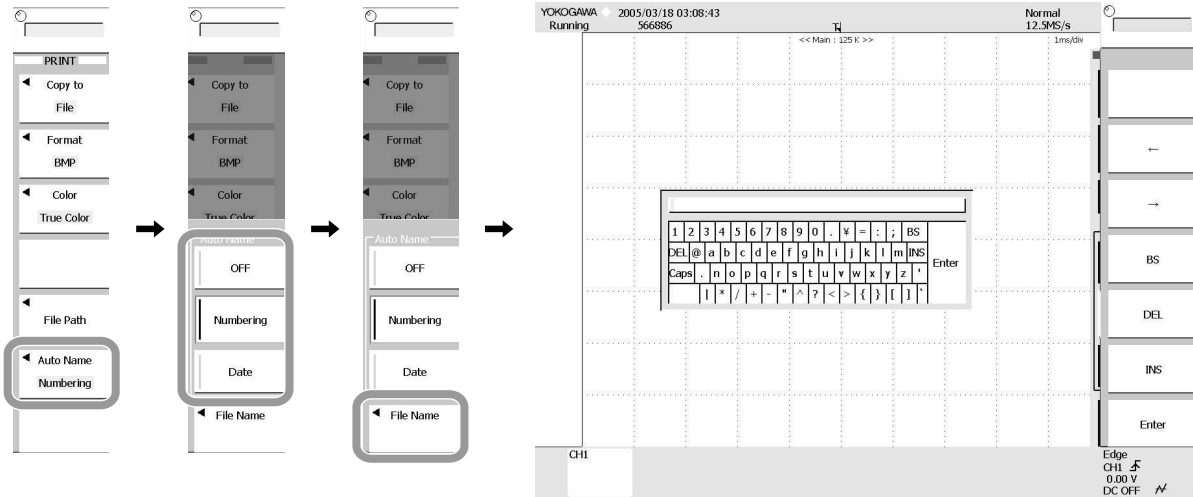 PRINT
Copy to
File
Format
BMP
Color
True Color
File Path
Auto Name
Numbering
Copy to
File
Format
BMP
Color
True Color
Auto Name
OFF
Numbering
Date
File Name
Copy to
File
Format
BMP
Color
Auto Name
OFF
Numbering
Date
File Name
YOKOGAWA 2005/03/18 03:08:43 Normal
Running 566886 12.5MS/s
<< Main : 125 K >> 1ms/div
1 2 3 4 5 6 7 8 9 0 . ¥ = : ; BS
DEL @ a b c d e f g h i j k l m INS
Enter
Caps . n o p q r s t u v w x y z '
| * / + - " ^ ? < > { } [ ] `
←
→
BS
DEL
INS
Enter
CH1
Edge
CH1
0.00 V
DC OFF